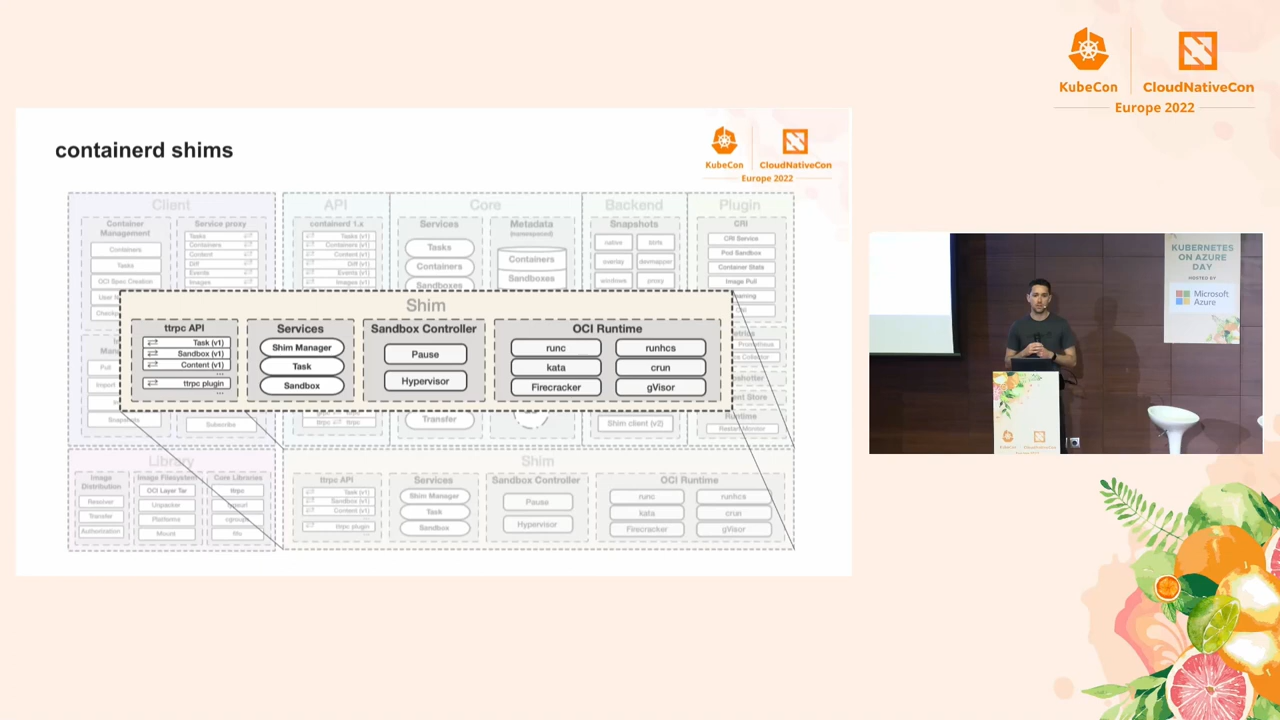 KubeCon
CloudNativeCon
Europe 2022
containerd shims
KubeCon
CloudNativeCon
Europe 2022
Client
Container
Management
Containers
Tasks
OCI Spec Creation
Service proxy
Tasks
Containers
Content
Diff
Events
Images
Subscribe
API
containerd 1.x
Tasks (v1)
Containers (v1)
Content (v1)
Diff (v1)
Events (v1)
Images (v1)
Core
Services
Tasks
Containers
Sandboxes
Transfer
Metadata
(namespaced)
Containers
Sandboxes
Backend
Snapshots
native
btrfs
overlay
devmapper
windows
proxy
Shim client (v2)
Plugin
CRI
CRI Service
Pod Sandbox
Container Stats
Image Pull
Restart Monitor
Shim
ttrpc API
Task (v1)
Sandbox (v1)
Content (v1)
...
ttrpc plugin
...
Services
Shim Manager
Task
Sandbox
Sandbox Controller
Pause
Hypervisor
OCI Runtime
runc
runhcs
kata
crun
Firecracker
gVisor
Library
Image
Distribution
Resolver
Transfer
Authorization
Image Filesystem
OCI Layer Tar
Unpacker
Platforms
Mount
Core Libraries
ttrpc
Shim
ttrpc API
Task (v1)
Sandbox (v1)
Content (v1)
ttrpc plugin
Services
Shim Manager
Task
Sandbox
Sandbox Controller
Pause
Hypervisor
OCI Runtime
runc
runhcs
kata
crun
Firecracker
gVisor
KUBERNETES
ON AZURE
DAY
HOSTED BY
Microsoft
Azure